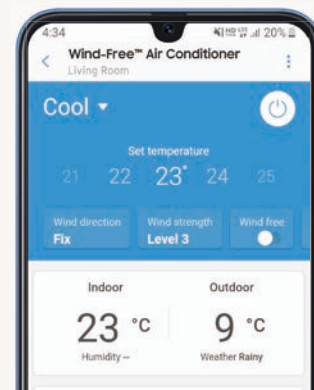 4:34 20%
Wind-Free™ Air Conditioner
Living Room
Cool
Set temperature
21 22 23° 24 25
Wind direction Wind strength Wind free
Fix Level 3
Indoor Outdoor
23 °C 9 °C
Humidity -- Weather Rainy